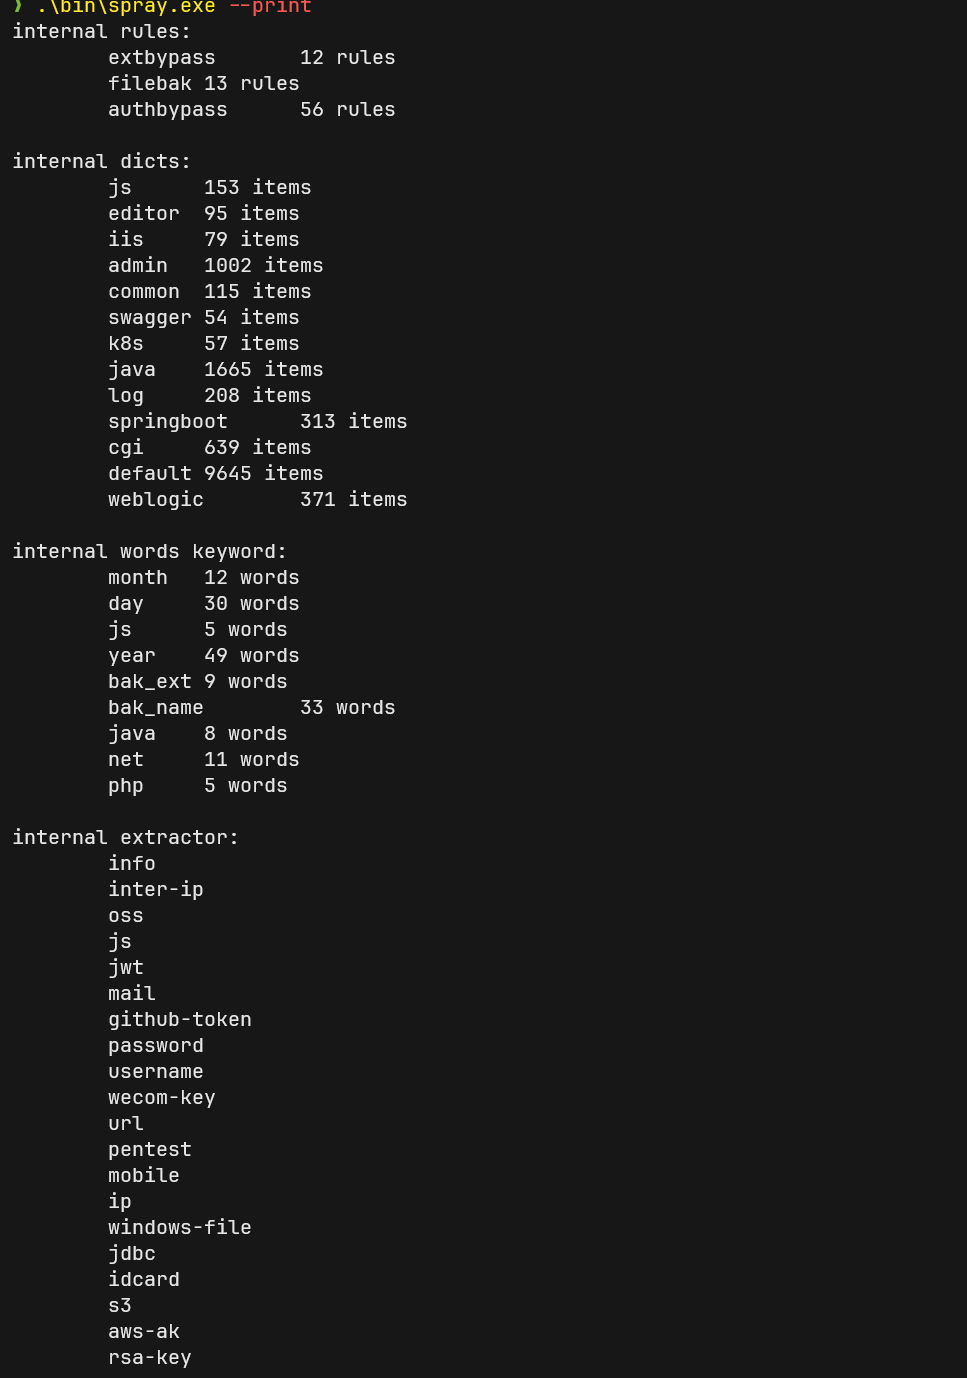 ❯ .\bin\spray.exe --print
internal rules:
        extbypass       12 rules
        filebak 13 rules
        authbypass      56 rules

internal dicts:
        js      153 items
        editor  95 items
        iis     79 items
        admin   1002 items
        common  115 items
        swagger 54 items
        k8s     57 items
        java    1665 items
        log     208 items
        springboot      313 items
        cgi     639 items
        default 9645 items
        weblogic        371 items

internal words keyword:
        month   12 words
        day     30 words
        js      5 words
        year    49 words
        bak_ext 9 words
        bak_name        33 words
        java    8 words
        net     11 words
        php     5 words

internal extractor:
        info
        inter-ip
        oss
        js
        jwt
        mail
        github-token
        password
        username
        wecom-key
        url
        pentest
        mobile
        ip
        windows-file
        jdbc
        idcard
        s3
        aws-ak
        rsa-key